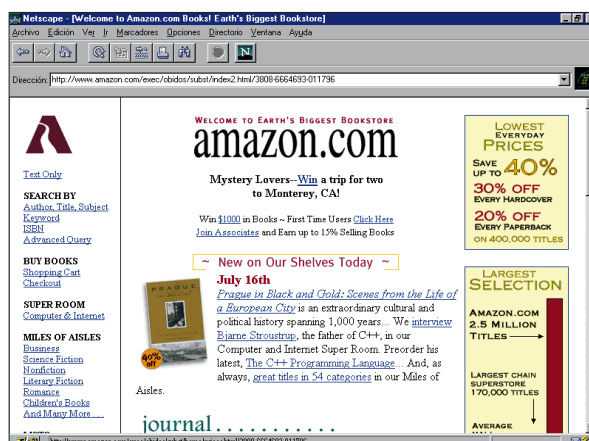 Netscape - [Welcome to Amazon.com Books! Earth's Biggest Bookstore]
Archivo Edición Ver Ir Marcadores Opciones Directorio Ventana Ayuda
Dirección: http://www.amazon.com/exec/obidos/subst/index2.html/3808-6664693-011796
Text Only
SEARCH BY
Author, Title, Subject
Keyword
ISBN
Advanced Query
BUY BOOKS
Shopping Cart
Checkout
SUPER ROOM
Computer & Internet
MILES OF AISLES
Business
Science Fiction
Nonfiction
Literary Fiction
Romance
Children's Books
And Many More . . . .
WELCOME TO EARTH'S BIGGEST BOOKSTORE
amazon.com
Mystery Lovers--Win a trip for two
to Monterey, CA!
Win $1000 in Books ~ First Time Users Click Here
Join Associates and Earn up to 15% Selling Books
~ New on Our Shelves Today ~
PRAGUE
40%
off
July 16th
Prague in Black and Gold: Scenes from the Life of
a European City is an extraordinary cultural and
political history spanning 1,000 years... We interview
Bjarne Stroustrup, the father of C++, in our
Computer and Internet Super Room. Preorder his
latest, The C++ Programming Language... And, as
always, great titles in 54 categories in our Miles of
Aisles.
journal . . . . . . . . . . .
LOWEST
EVERYDAY
PRICES
SAVE UP TO 40%
30% OFF
EVERY HARDCOVER
20% OFF
EVERY PAPERBACK
ON 400,000 TITLES
LARGEST
SELECTION
AMAZON.COM
2.5 MILLION
TITLES
LARGEST CHAIN
SUPERSTORE
170,000 TITLES
AVERAGE